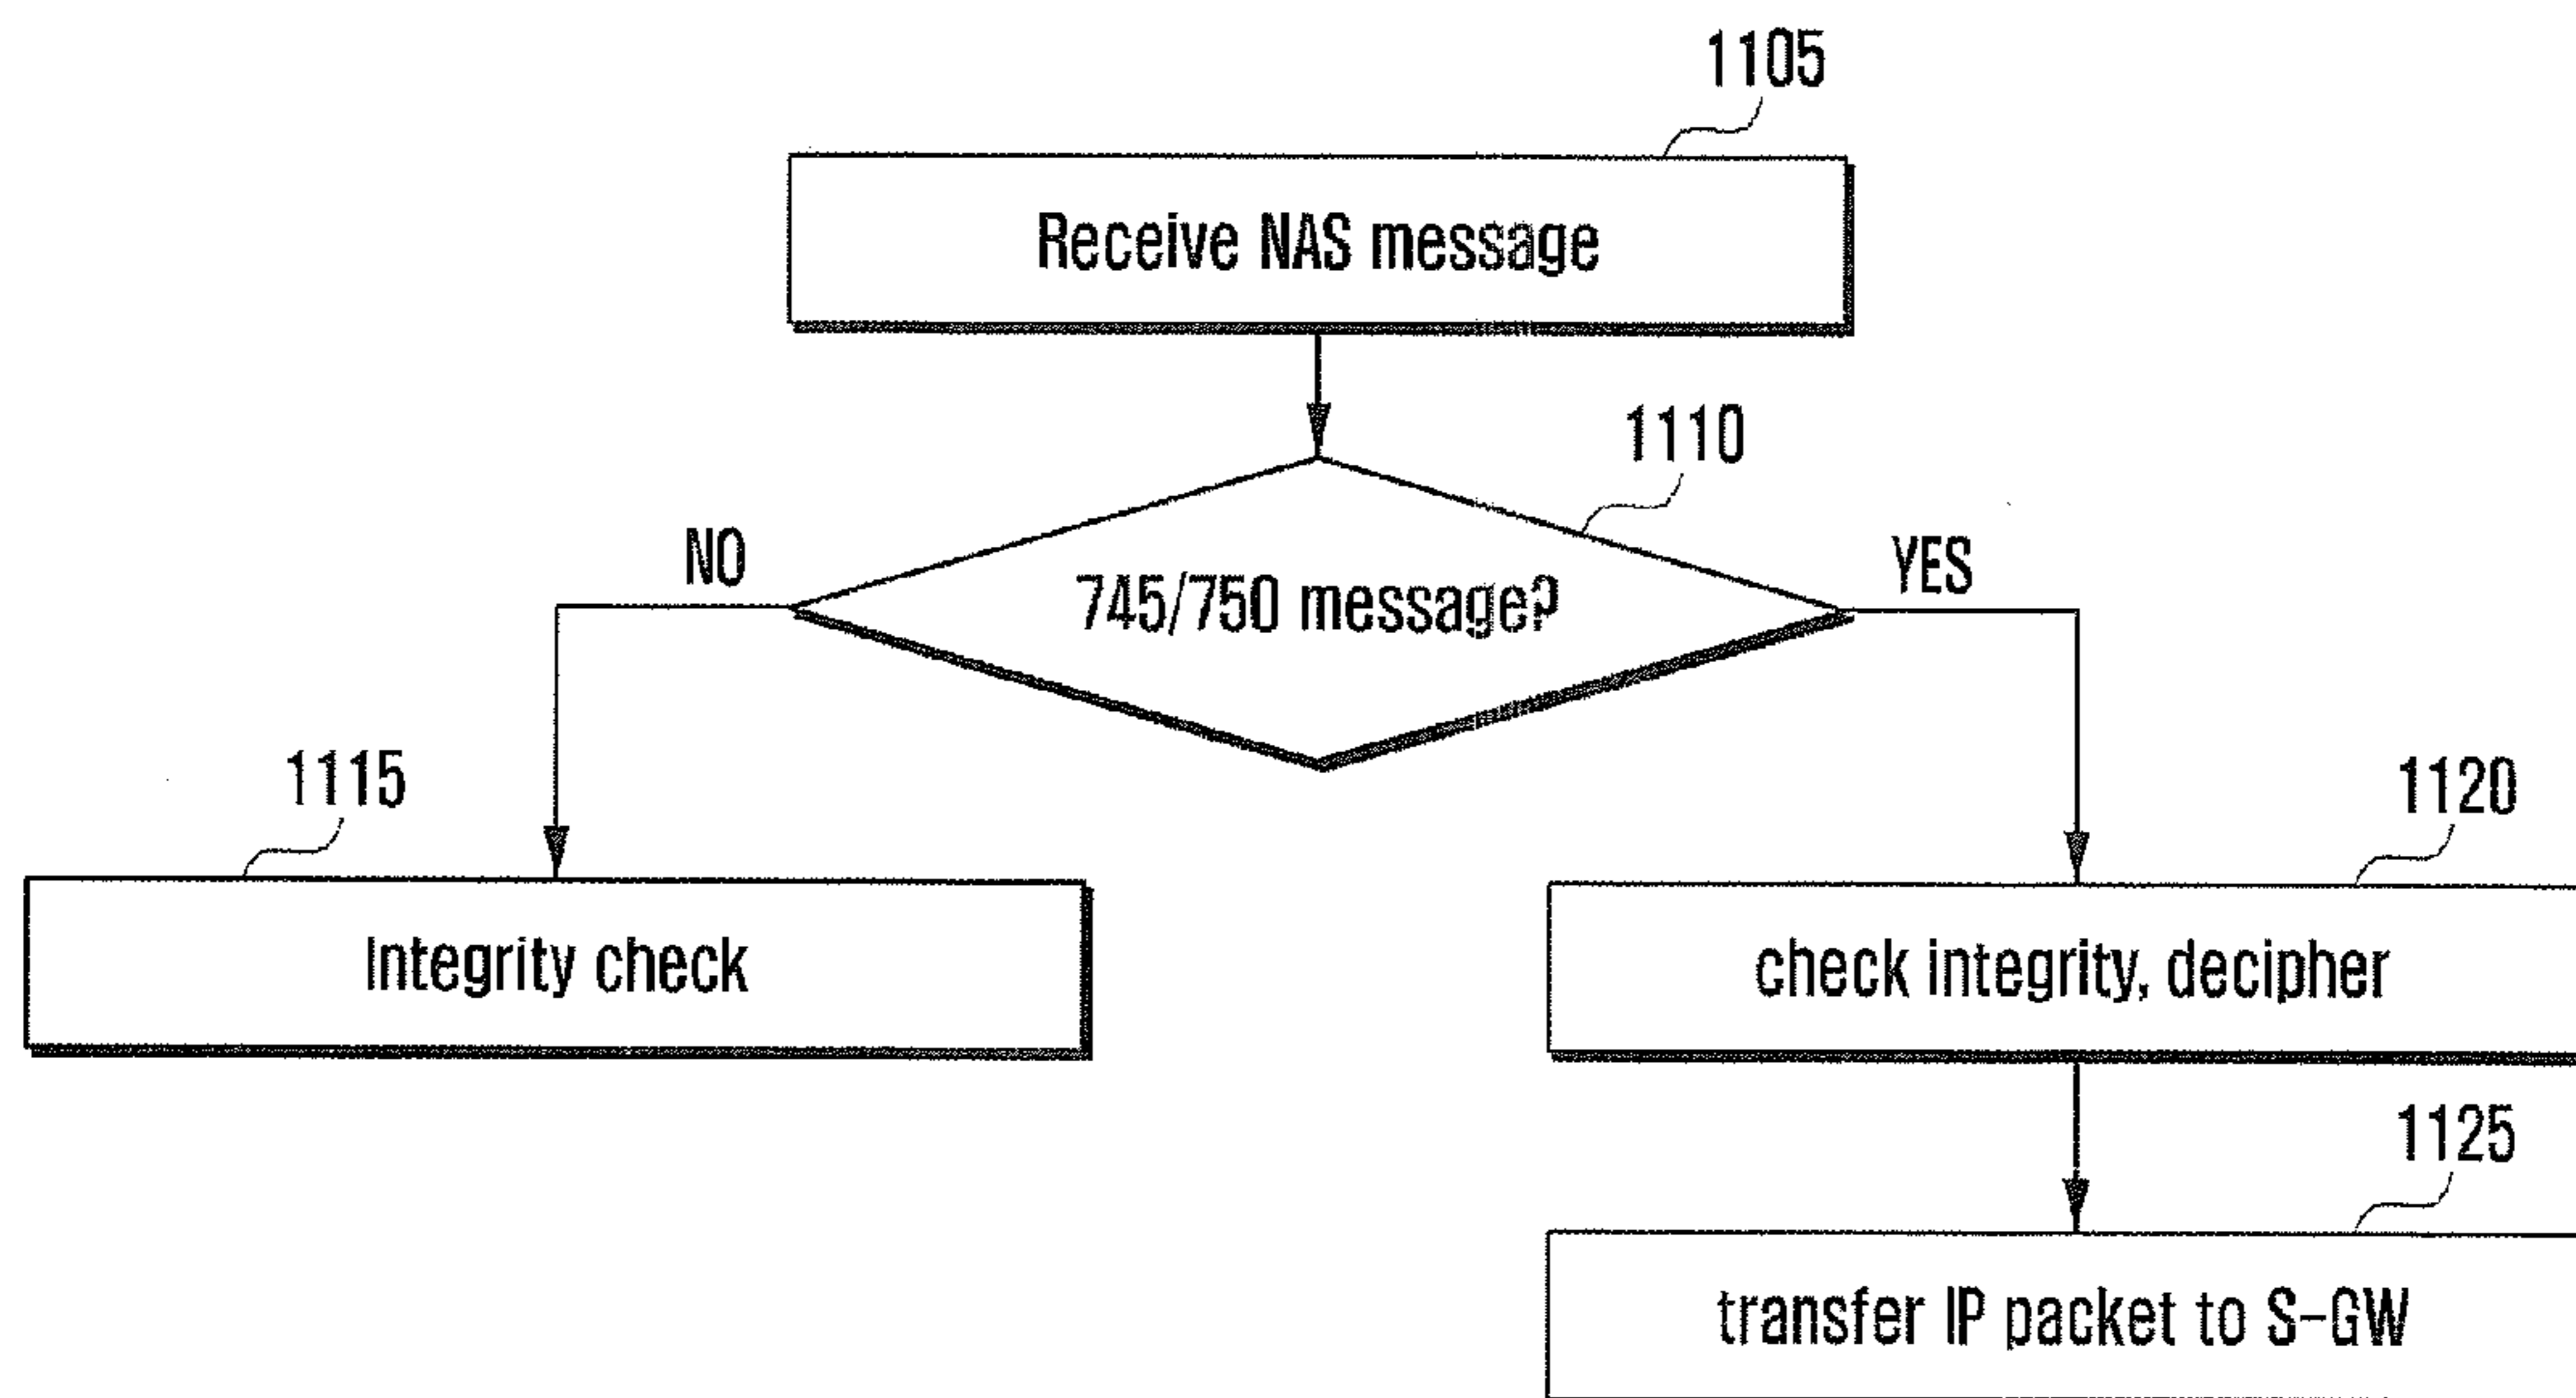 1105
Receive NAS message
1110
NO
745/750 message?
YES
1115
1120
Integrity check
check integrity, decipher
1125
transfer IP packet to S-GW